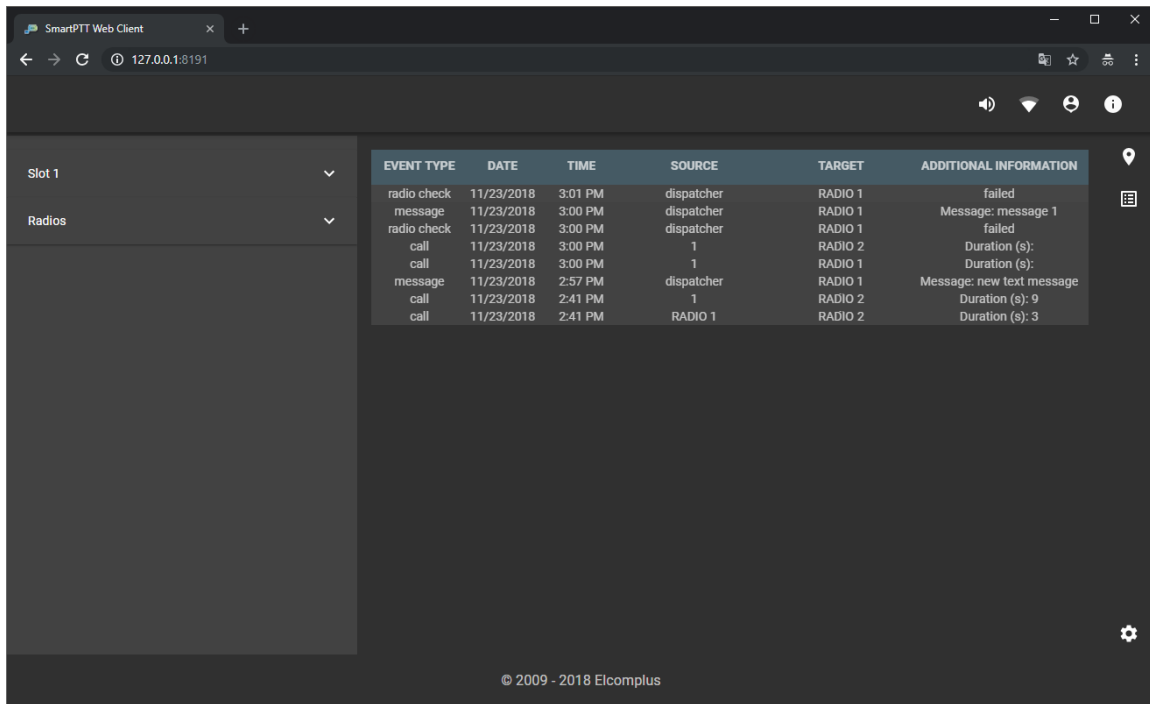 SmartPTT Web Client
127.0.0.1:8191
Slot 1
Radios
EVENT TYPE DATE TIME SOURCE TARGET ADDITIONAL INFORMATION
radio check 11/23/2018 3:01 PM dispatcher RADIO 1 failed
message 11/23/2018 3:00 PM dispatcher RADIO 1 Message: message 1
radio check 11/23/2018 3:00 PM dispatcher RADIO 1 failed
call 11/23/2018 3:00 PM 1 RADIO 2 Duration (s):
call 11/23/2018 3:00 PM 1 RADIO 1 Duration (s):
message 11/23/2018 2:57 PM dispatcher RADIO 1 Message: new text message
call 11/23/2018 2:41 PM 1 RADIO 2 Duration (s): 9
call 11/23/2018 2:41 PM RADIO 1 RADIO 2 Duration (s): 3
© 2009 - 2018 Elcomplus